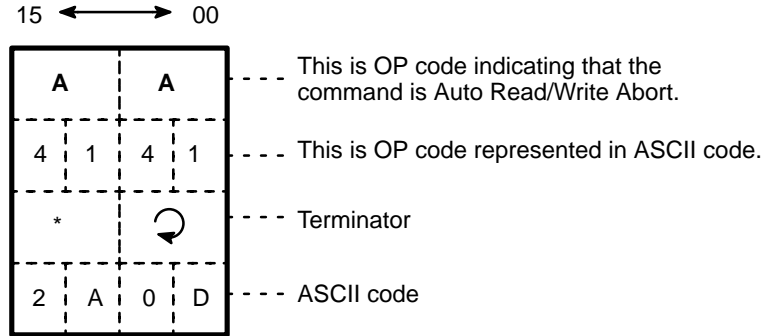 15 00
A A
This is OP code indicating that the
command is Auto Read/Write Abort.
4 1 4 1
This is OP code represented in ASCII code.
*
Terminator
2 A 0 D
ASCII code